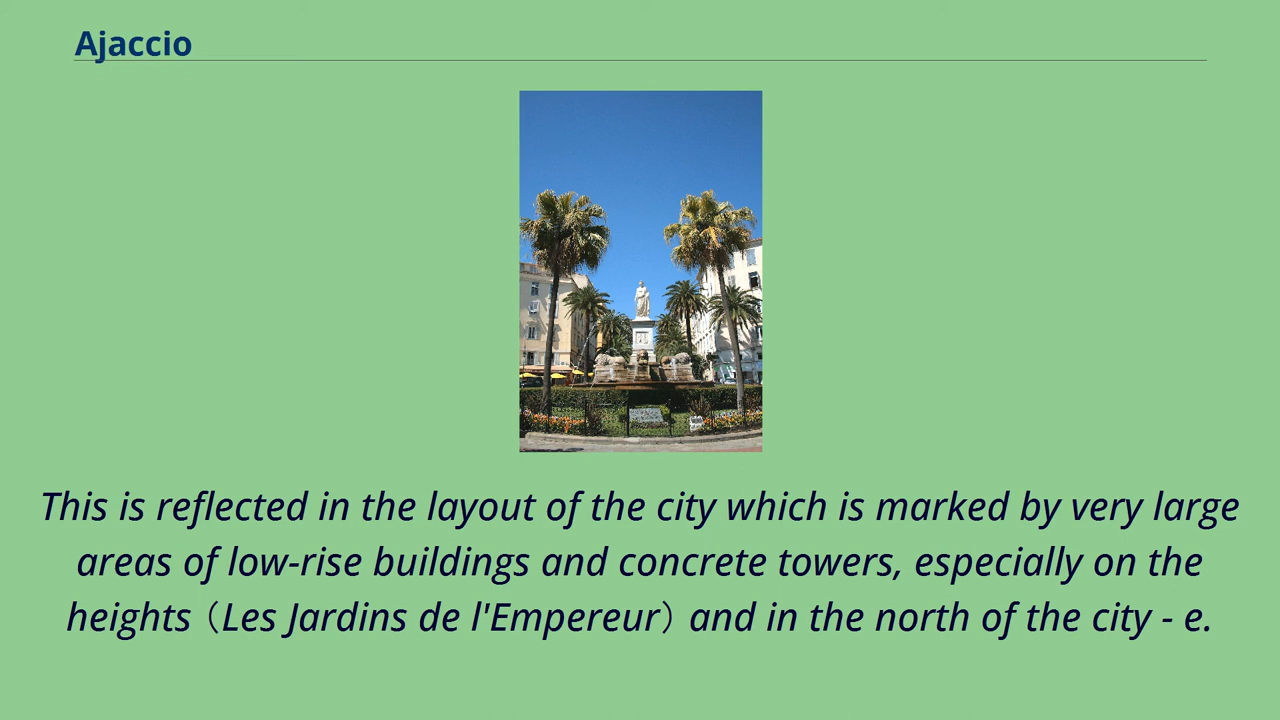 Ajaccio
This is reflected in the layout of the city which is marked by very large
areas of low-rise buildings and concrete towers, especially on the
heights（Les Jardins de l'Empereur）and in the north of the city - e.